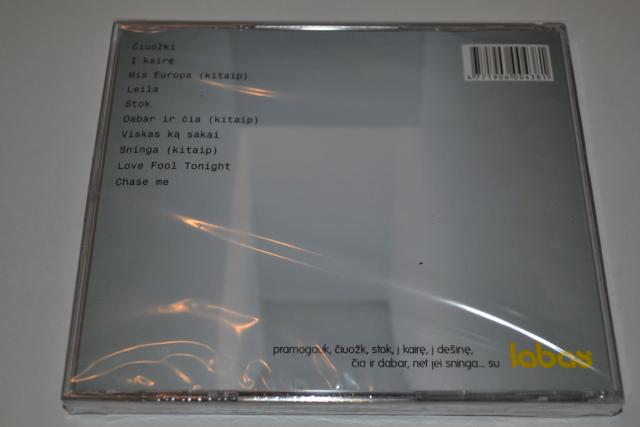 Čiuožki
Į kairę
Mis Europa (kitaip)
Leila
Stok
Dabar ir čia (kitaip)
Viskas ką sakai
Sninga (kitaip)
Love Fool Tonight
Chase me
pramogauk, čiuožk, stok, į kairę, į dešinę,
čia ir dabar, net jei sninga... su
labas